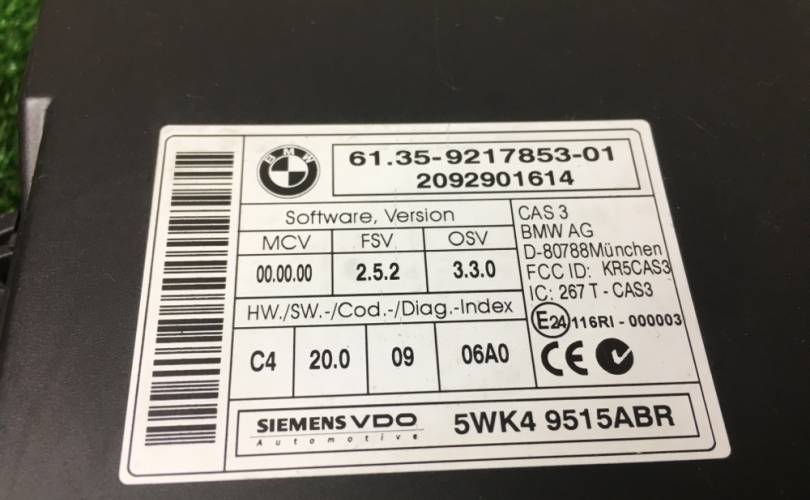 BMW
61.35-9217853-01
2092901614
Software, Version
MCV FSV OSV
00.00.00 2.5.2 3.3.0
HW./SW.-/Cod.-/Diag.-Index
C4 20.0 09 06A0
CAS 3
BMW AG
D-80788München
FCC ID: KR5CAS3
IC: 267 T - CAS3
E24 116RI - 000003
CE
SIEMENS VDO
Automotive
5WK4 9515ABR